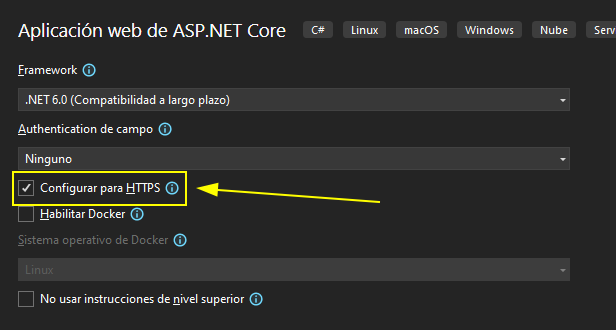 Aplicación web de ASP.NET Core C# Linux macOS Windows Nube Serv
Framework
.NET 6.0 (Compatibilidad a largo plazo)
Authentication de campo
Ninguno
Configurar para HTTPS
Habilitar Docker
Sistema operativo de Docker
Linux
No usar instrucciones de nivel superior